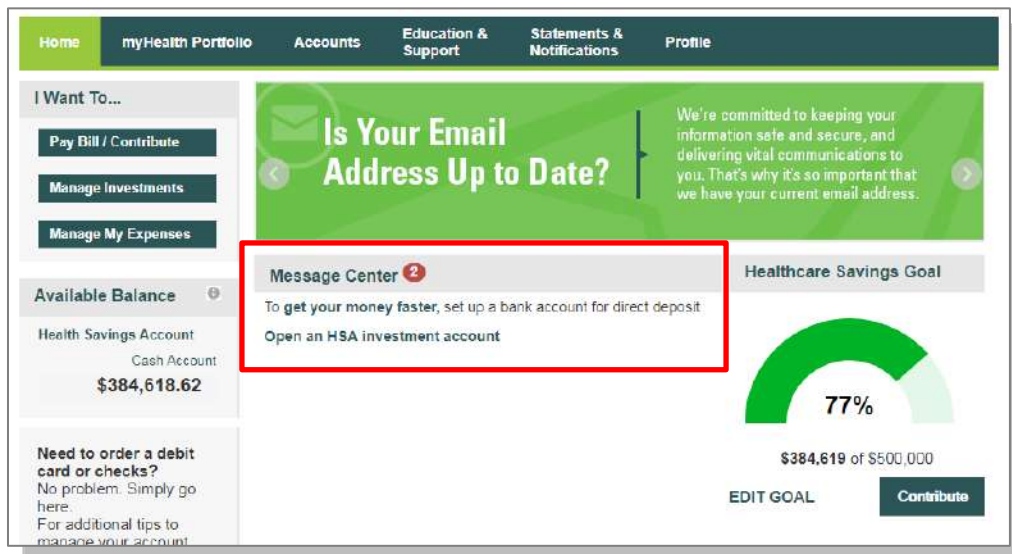 Home
myHealth Portfolio
Accounts
Education &
Support
Statements &
Notifications
Profile
I Want To...
Pay Bill / Contribute
Manage Investments
Manage My Expenses
Available Balance
Health Savings Account
Cash Account
$384,618.62
Need to order a debit
card or checks?
No problem. Simply go
here.
For additional tips to
manage your account
Is Your Email
Address Up to Date?
We're committed to keeping your
information safe and secure, and
delivering vital communications to
you. That's why it's so important that
we have your current email address.
Message Center 2
To get your money faster, set up a bank account for direct deposit
Open an HSA investment account
Healthcare Savings Goal
77%
$384,619 of $500,000
EDIT GOAL
Contribute